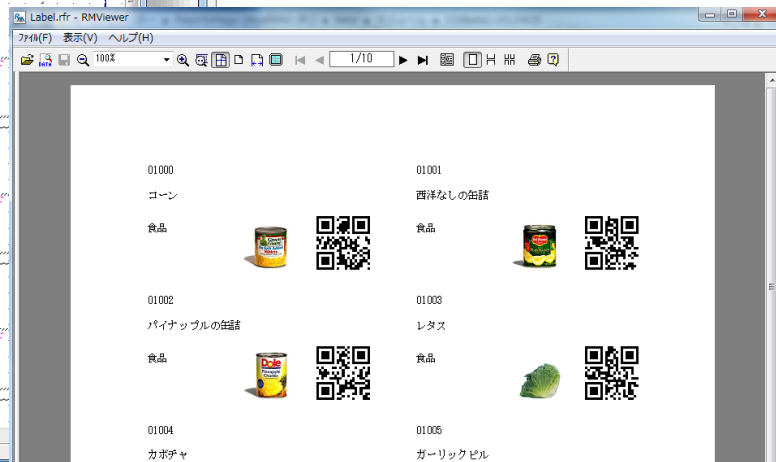 Label.rfr - RMViewer
ファイル(F) 表示(V) ヘルプ(H)
DATA 100% 1/10
01000 01001
コーン 西洋なしの缶詰
食品 食品
01002 01003
パイナップルの缶詰 レタス
食品 食品
Dole
01004 01005
カボチャ ガーリックピル